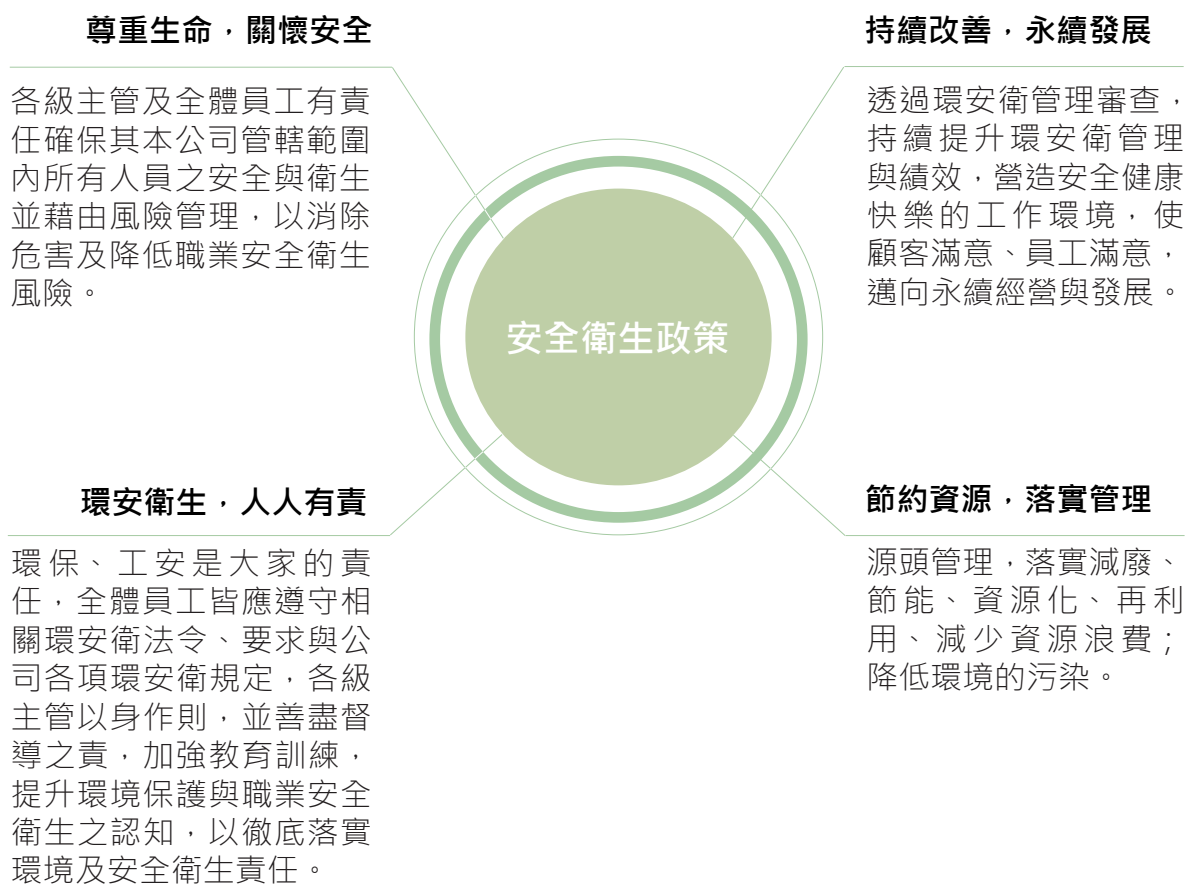 尊重生命，關懷安全
各級主管及全體員工有責
任確保其本公司管轄範圍
內所有人員之安全與衛生
並藉由風險管理，以消除
危害及降低職業安全衛生
風險。
持續改善，永續發展
透過環安衛管理審查，
持續提升環安衛管理
與績效，營造安全健康
快樂的工作環境，使
顧客滿意、員工滿意，
邁向永續經營與發展。
安全衛生政策
環安衛生，人人有責
環保、工安是大家的責
任，全體員工皆應遵守相
關環安衛法令、要求與公
司各項環安衛規定，各級
主管以身作則，並善盡督
導之責，加強教育訓練，
提升環境保護與職業安全
衛生之認知，以徹底落實
環境及安全衛生責任。
節約資源，落實管理
源頭管理，落實減廢、
節能、資源化、再利
用、減少資源浪費；
降低環境的污染。